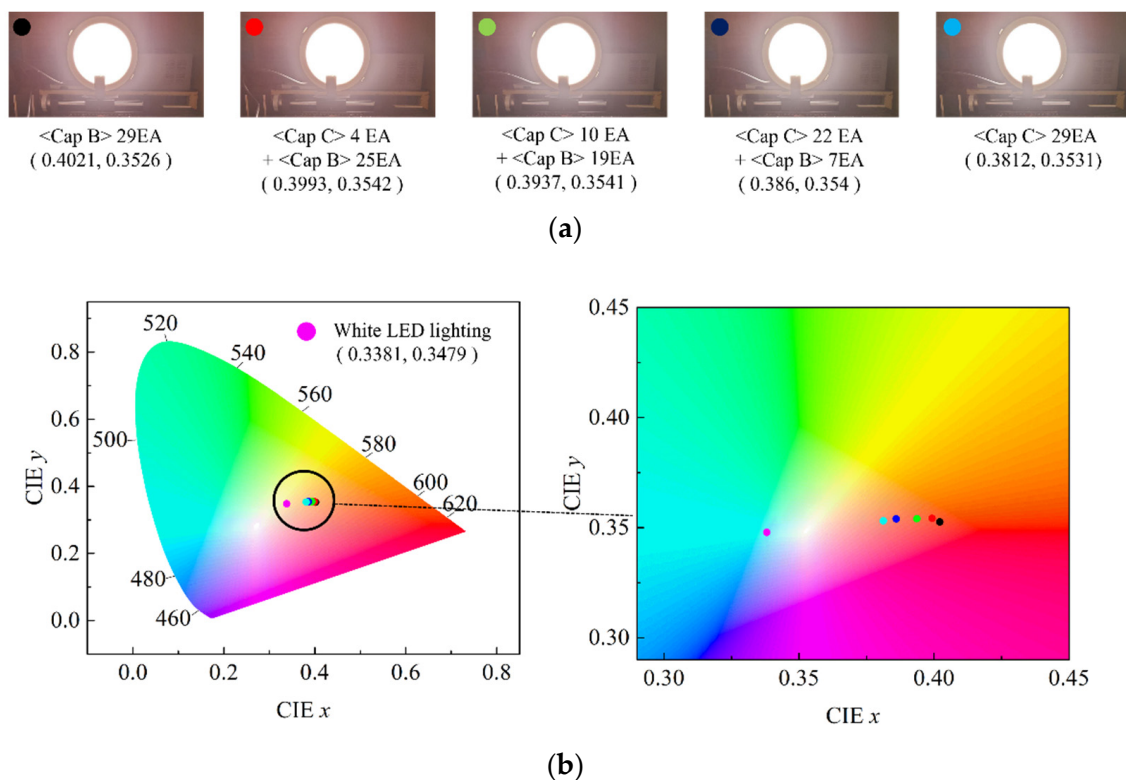 <Cap B> 29EA
( 0.4021, 0.3526 )
<Cap C> 4 EA
+ <Cap B> 25EA
( 0.3993, 0.3542 )
<Cap C> 10 EA
+ <Cap B> 19EA
( 0.3937, 0.3541 )
<Cap C> 22 EA
+ <Cap B> 7EA
( 0.386, 0.354 )
<Cap C> 29EA
( 0.3812, 0.3531)
(a)
0.8
0.6
0.4
0.2
0.0
CIE y
520
540
560
580
600
620
500
480
460
White LED lighting
( 0.3381, 0.3479 )
0.0
0.2
0.4
0.6
0.8
CIE x
0.45
0.40
0.35
0.30
CIE y
0.30
0.35
0.40
0.45
CIE x
(b)